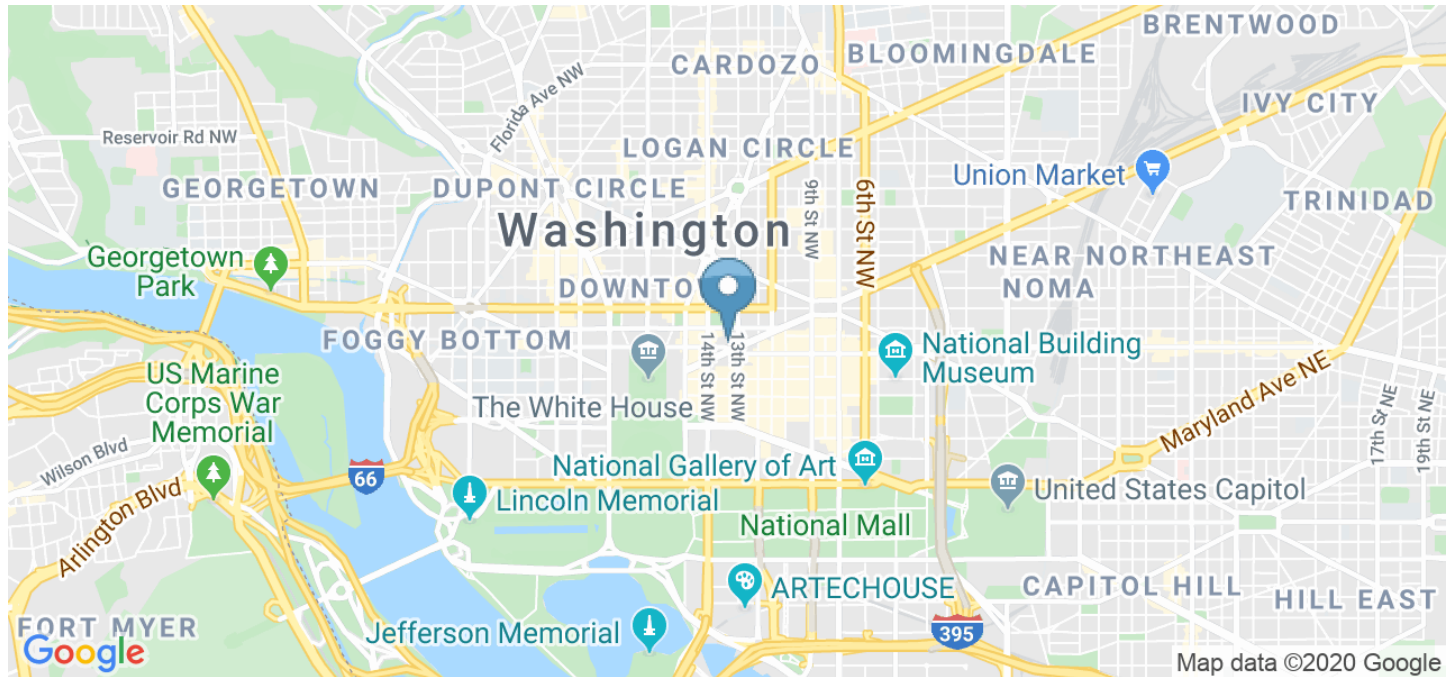 BRENTWOOD
BLOOMINGDALE
CARDOZO
Florida Ave NW
IVY CITY
Reservoir Rd NW
LOGAN CIRCLE
Union Market
GEORGETOWN
DUPONT CIRCLE
9th St NW
6th St NW
TRINIDAD
Washington
Georgetown
Park
NEAR NORTHEAST
NOMA
DOWNTOW
FOGGY BOTTOM
14th St NW
13th St NW
National Building
Museum
US Marine
Corps War
Memorial
The White House
Maryland Ave NE
17th St NE
19th St NE
Wilson Blvd
66
National Gallery of Art
Arlington Blvd
Lincoln Memorial
United States Capitol
National Mall
ARTECHOUSE
CAPITOL HILL
HILL EAST
FORT MYER
Jefferson Memorial
395
Google
Map data ©2020 Google